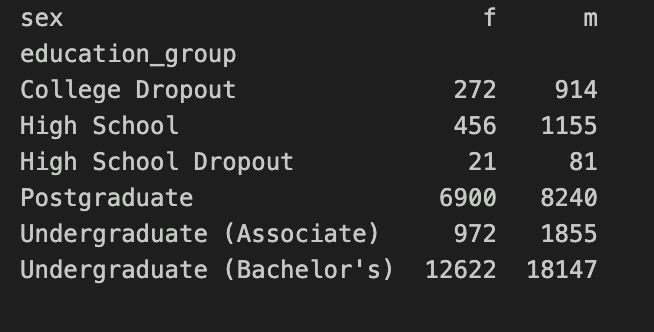 sex f m
education_group
College Dropout 272 914
High School 456 1155
High School Dropout 21 81
Postgraduate 6900 8240
Undergraduate (Associate) 972 1855
Undergraduate (Bachelor's) 12622 18147